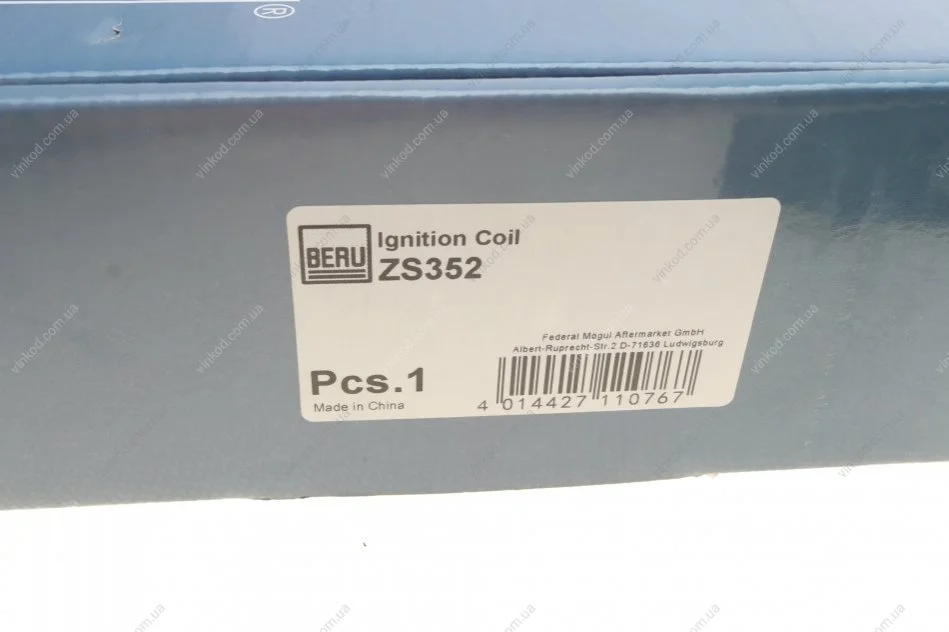 ®
BERU
Ignition Coil
ZS352
Federal Mogul Aftermarket GmbH
Albert-Ruprecht-Str.2 D-71636 Ludwigsburg
Pcs.1
Made in China
4 014427 110767
vinkod.com.ua